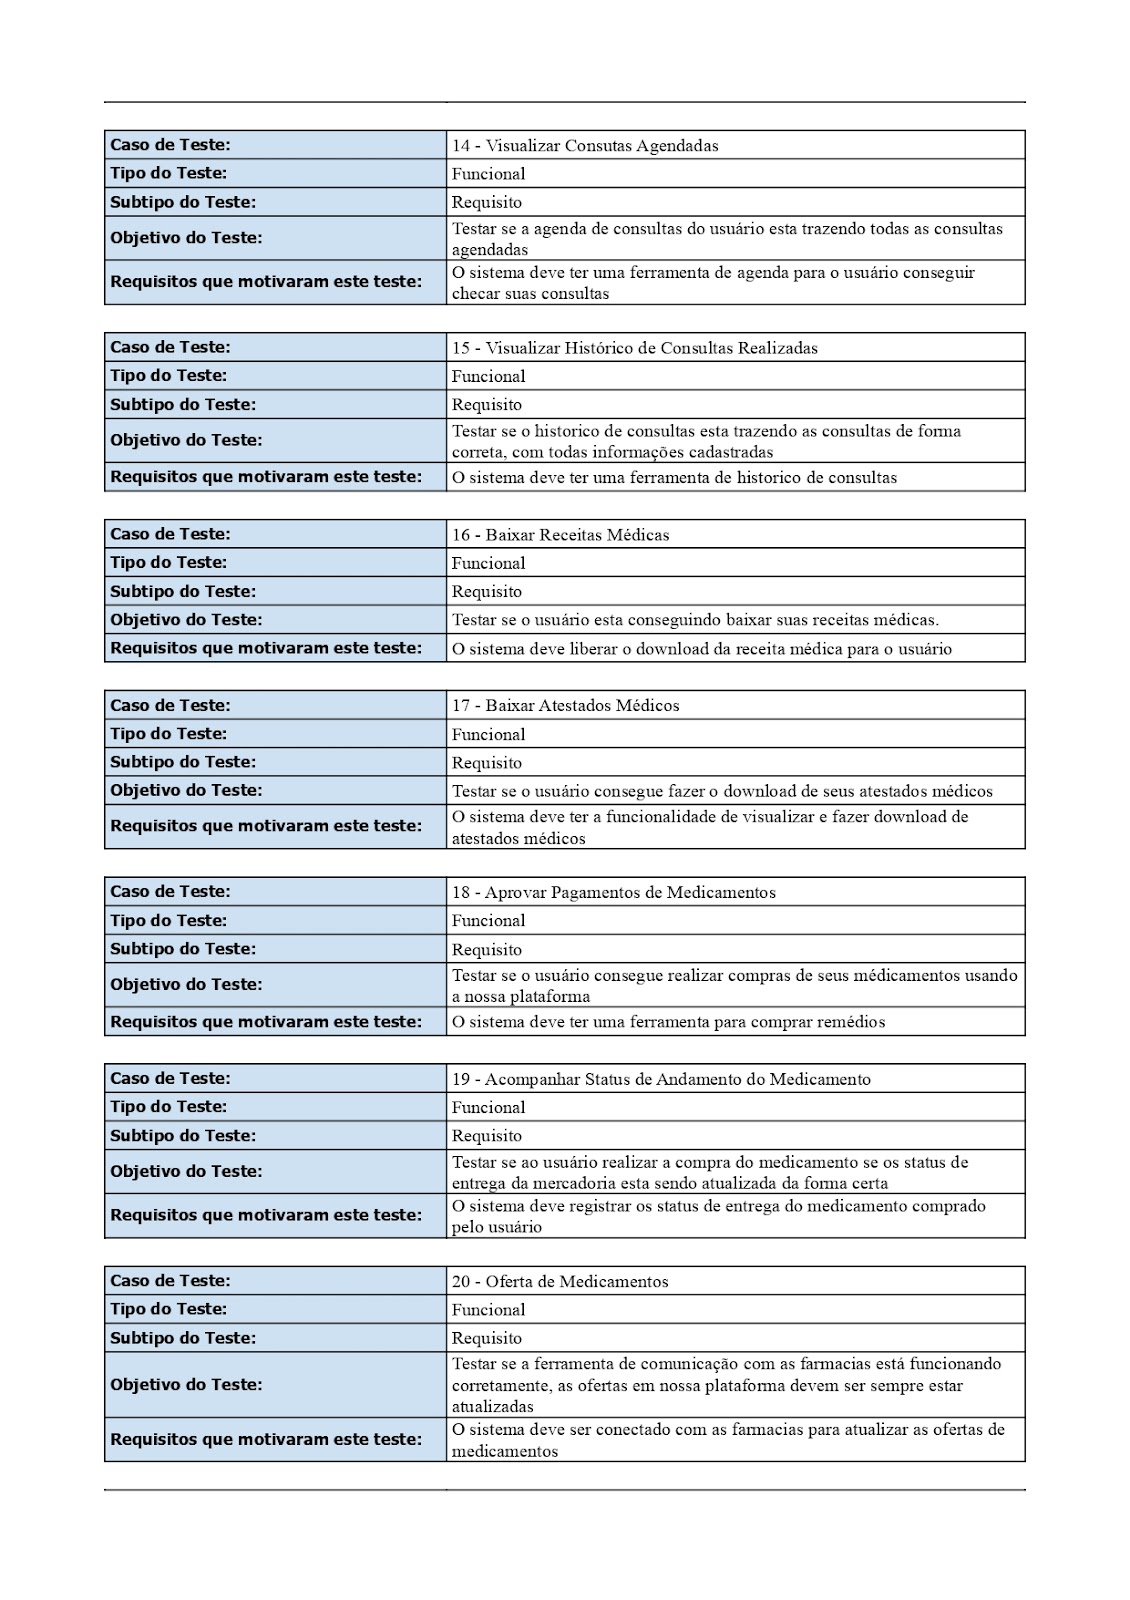 Caso de Teste: 14 - Visualizar Consutas Agendadas
Tipo do Teste: Funcional
Subtipo do Teste: Requisito
Objetivo do Teste: Testar se a agenda de consultas do usuário esta trazendo todas as consultas
agendadas
Requisitos que motivaram este teste: O sistema deve ter uma ferramenta de agenda para o usuário conseguir
checar suas consultas
Caso de Teste: 15 - Visualizar Histórico de Consultas Realizadas
Tipo do Teste: Funcional
Subtipo do Teste: Requisito
Objetivo do Teste: Testar se o historico de consultas esta trazendo as consultas de forma
correta, com todas informações cadastradas
Requisitos que motivaram este teste: O sistema deve ter uma ferramenta de historico de consultas
Caso de Teste: 16 - Baixar Receitas Médicas
Tipo do Teste: Funcional
Subtipo do Teste: Requisito
Objetivo do Teste: Testar se o usuário esta conseguindo baixar suas receitas médicas.
Requisitos que motivaram este teste: O sistema deve liberar o download da receita médica para o usuário
Caso de Teste: 17 - Baixar Atestados Médicos
Tipo do Teste: Funcional
Subtipo do Teste: Requisito
Objetivo do Teste: Testar se o usuário consegue fazer o download de seus atestados médicos
Requisitos que motivaram este teste: O sistema deve ter a funcionalidade de visualizar e fazer download de
atestados médicos
Caso de Teste: 18 - Aprovar Pagamentos de Medicamentos
Tipo do Teste: Funcional
Subtipo do Teste: Requisito
Objetivo do Teste: Testar se o usuário consegue realizar compras de seus médicamentos usando
a nossa plataforma
Requisitos que motivaram este teste: O sistema deve ter uma ferramenta para comprar remédios
Caso de Teste: 19 - Acompanhar Status de Andamento do Medicamento
Tipo do Teste: Funcional
Subtipo do Teste: Requisito
Objetivo do Teste: Testar se ao usuário realizar a compra do medicamento se os status de
entrega da mercadoria esta sendo atualizada da forma certa
Requisitos que motivaram este teste: O sistema deve registrar os status de entrega do medicamento comprado
pelo usuário
Caso de Teste: 20 - Oferta de Medicamentos
Tipo do Teste: Funcional
Subtipo do Teste: Requisito
Objetivo do Teste: Testar se a ferramenta de comunicação com as farmacias está funcionando
corretamente, as ofertas em nossa plataforma devem ser sempre estar
atualizadas
Requisitos que motivaram este teste: O sistema deve ser conectado com as farmacias para atualizar as ofertas de
medicamentos